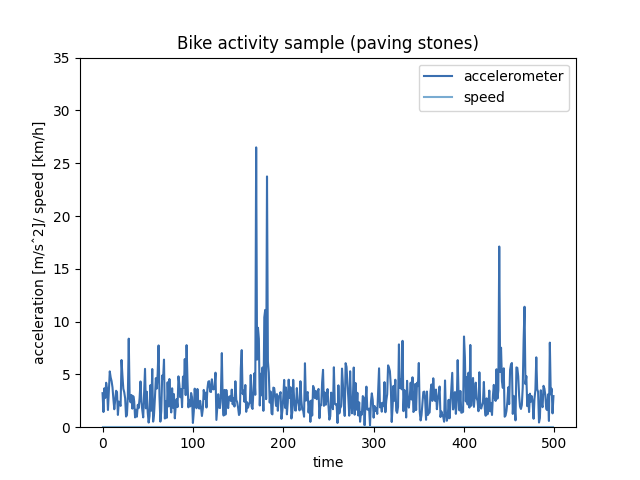 Bike activity sample (paving stones)
accelerometer
speed
35
30
25
20
15
10
5
0
acceleration [m/sˆ2]/ speed [km/h]
0
100
200
300
400
500
time